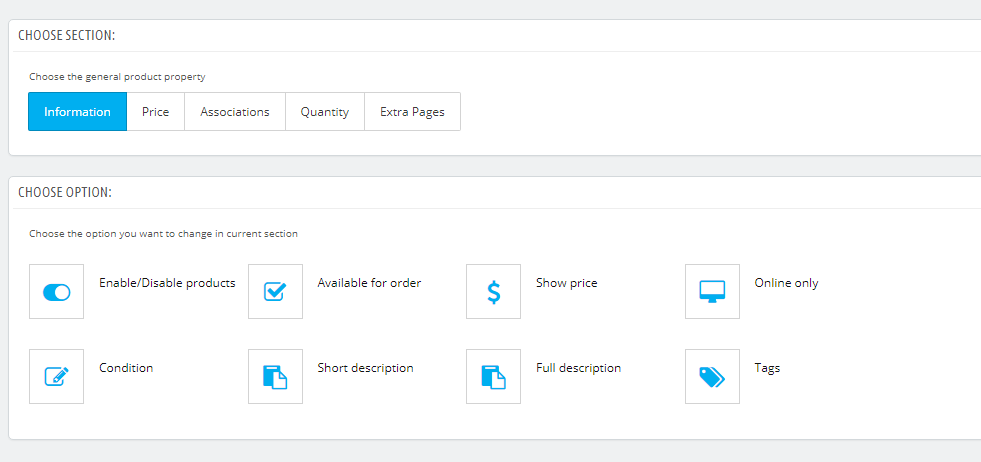 CHOOSE SECTION:
Choose the general product property
Information Price Associations Quantity Extra Pages
CHOOSE OPTION:
Choose the option you want to change in current section
Enable/Disable products Available for order Show price Online only
Condition Short description Full description Tags